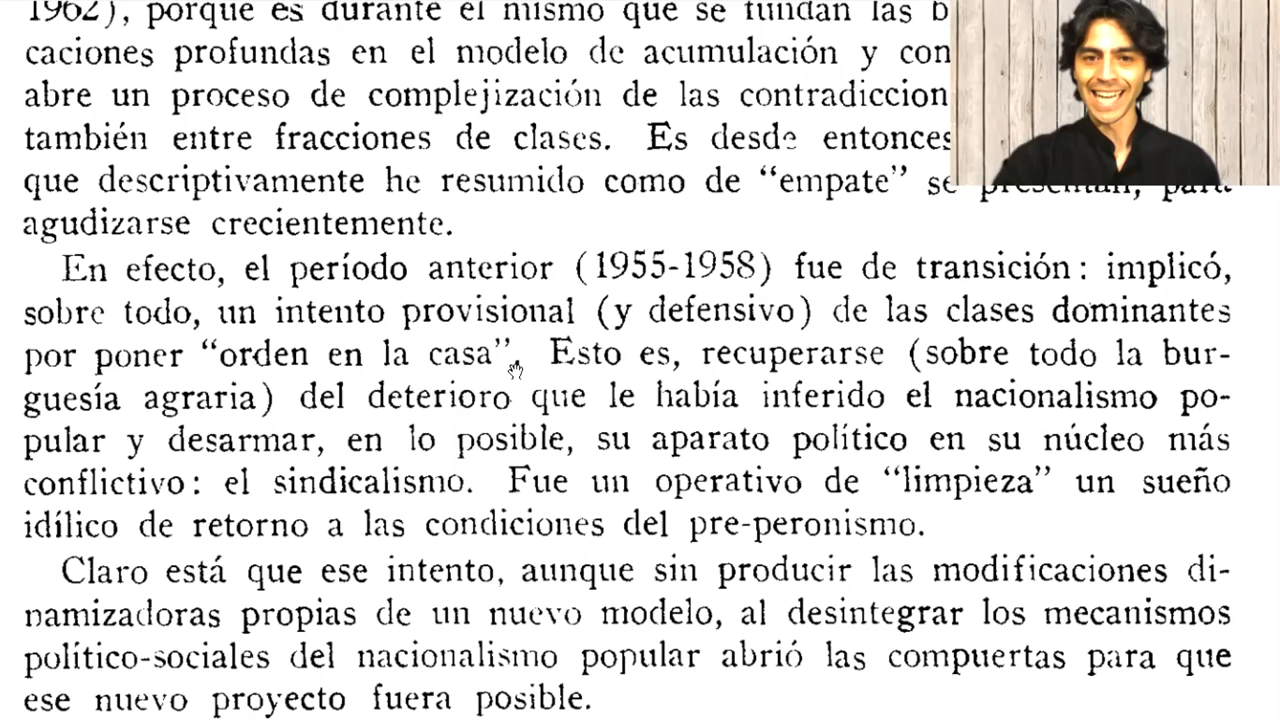 1962), porque es durante el mismo que se fundan las b
caciones profundas en el modelo de acumulación y con
abre un proceso de complejización de las contradiccion
también entre fracciones de clases. Es desde entonces
que descriptivamente he resumido como de “empate” se presentan, para
agudizarse crecientemente.
En efecto, el período anterior (1955-1958) fue de transición: implicó,
sobre todo, un intento provisional (y defensivo) de las clases dominantes
por poner “orden en la casa”. Esto es, recuperarse (sobre todo la bur-
guesía agraria) del deterioro que le había inferido el nacionalismo po-
pular y desarmar, en lo posible, su aparato político en su núcleo más
conflictivo: el sindicalismo. Fue un operativo de “limpieza” un sueño
idílico de retorno a las condiciones del pre-peronismo.
Claro está que ese intento, aunque sin producir las modificaciones di-
namizadoras propias de un nuevo modelo, al desintegrar los mecanismos
político-sociales del nacionalismo popular abrió las compuertas para que
ese nuevo proyecto fuera posible.